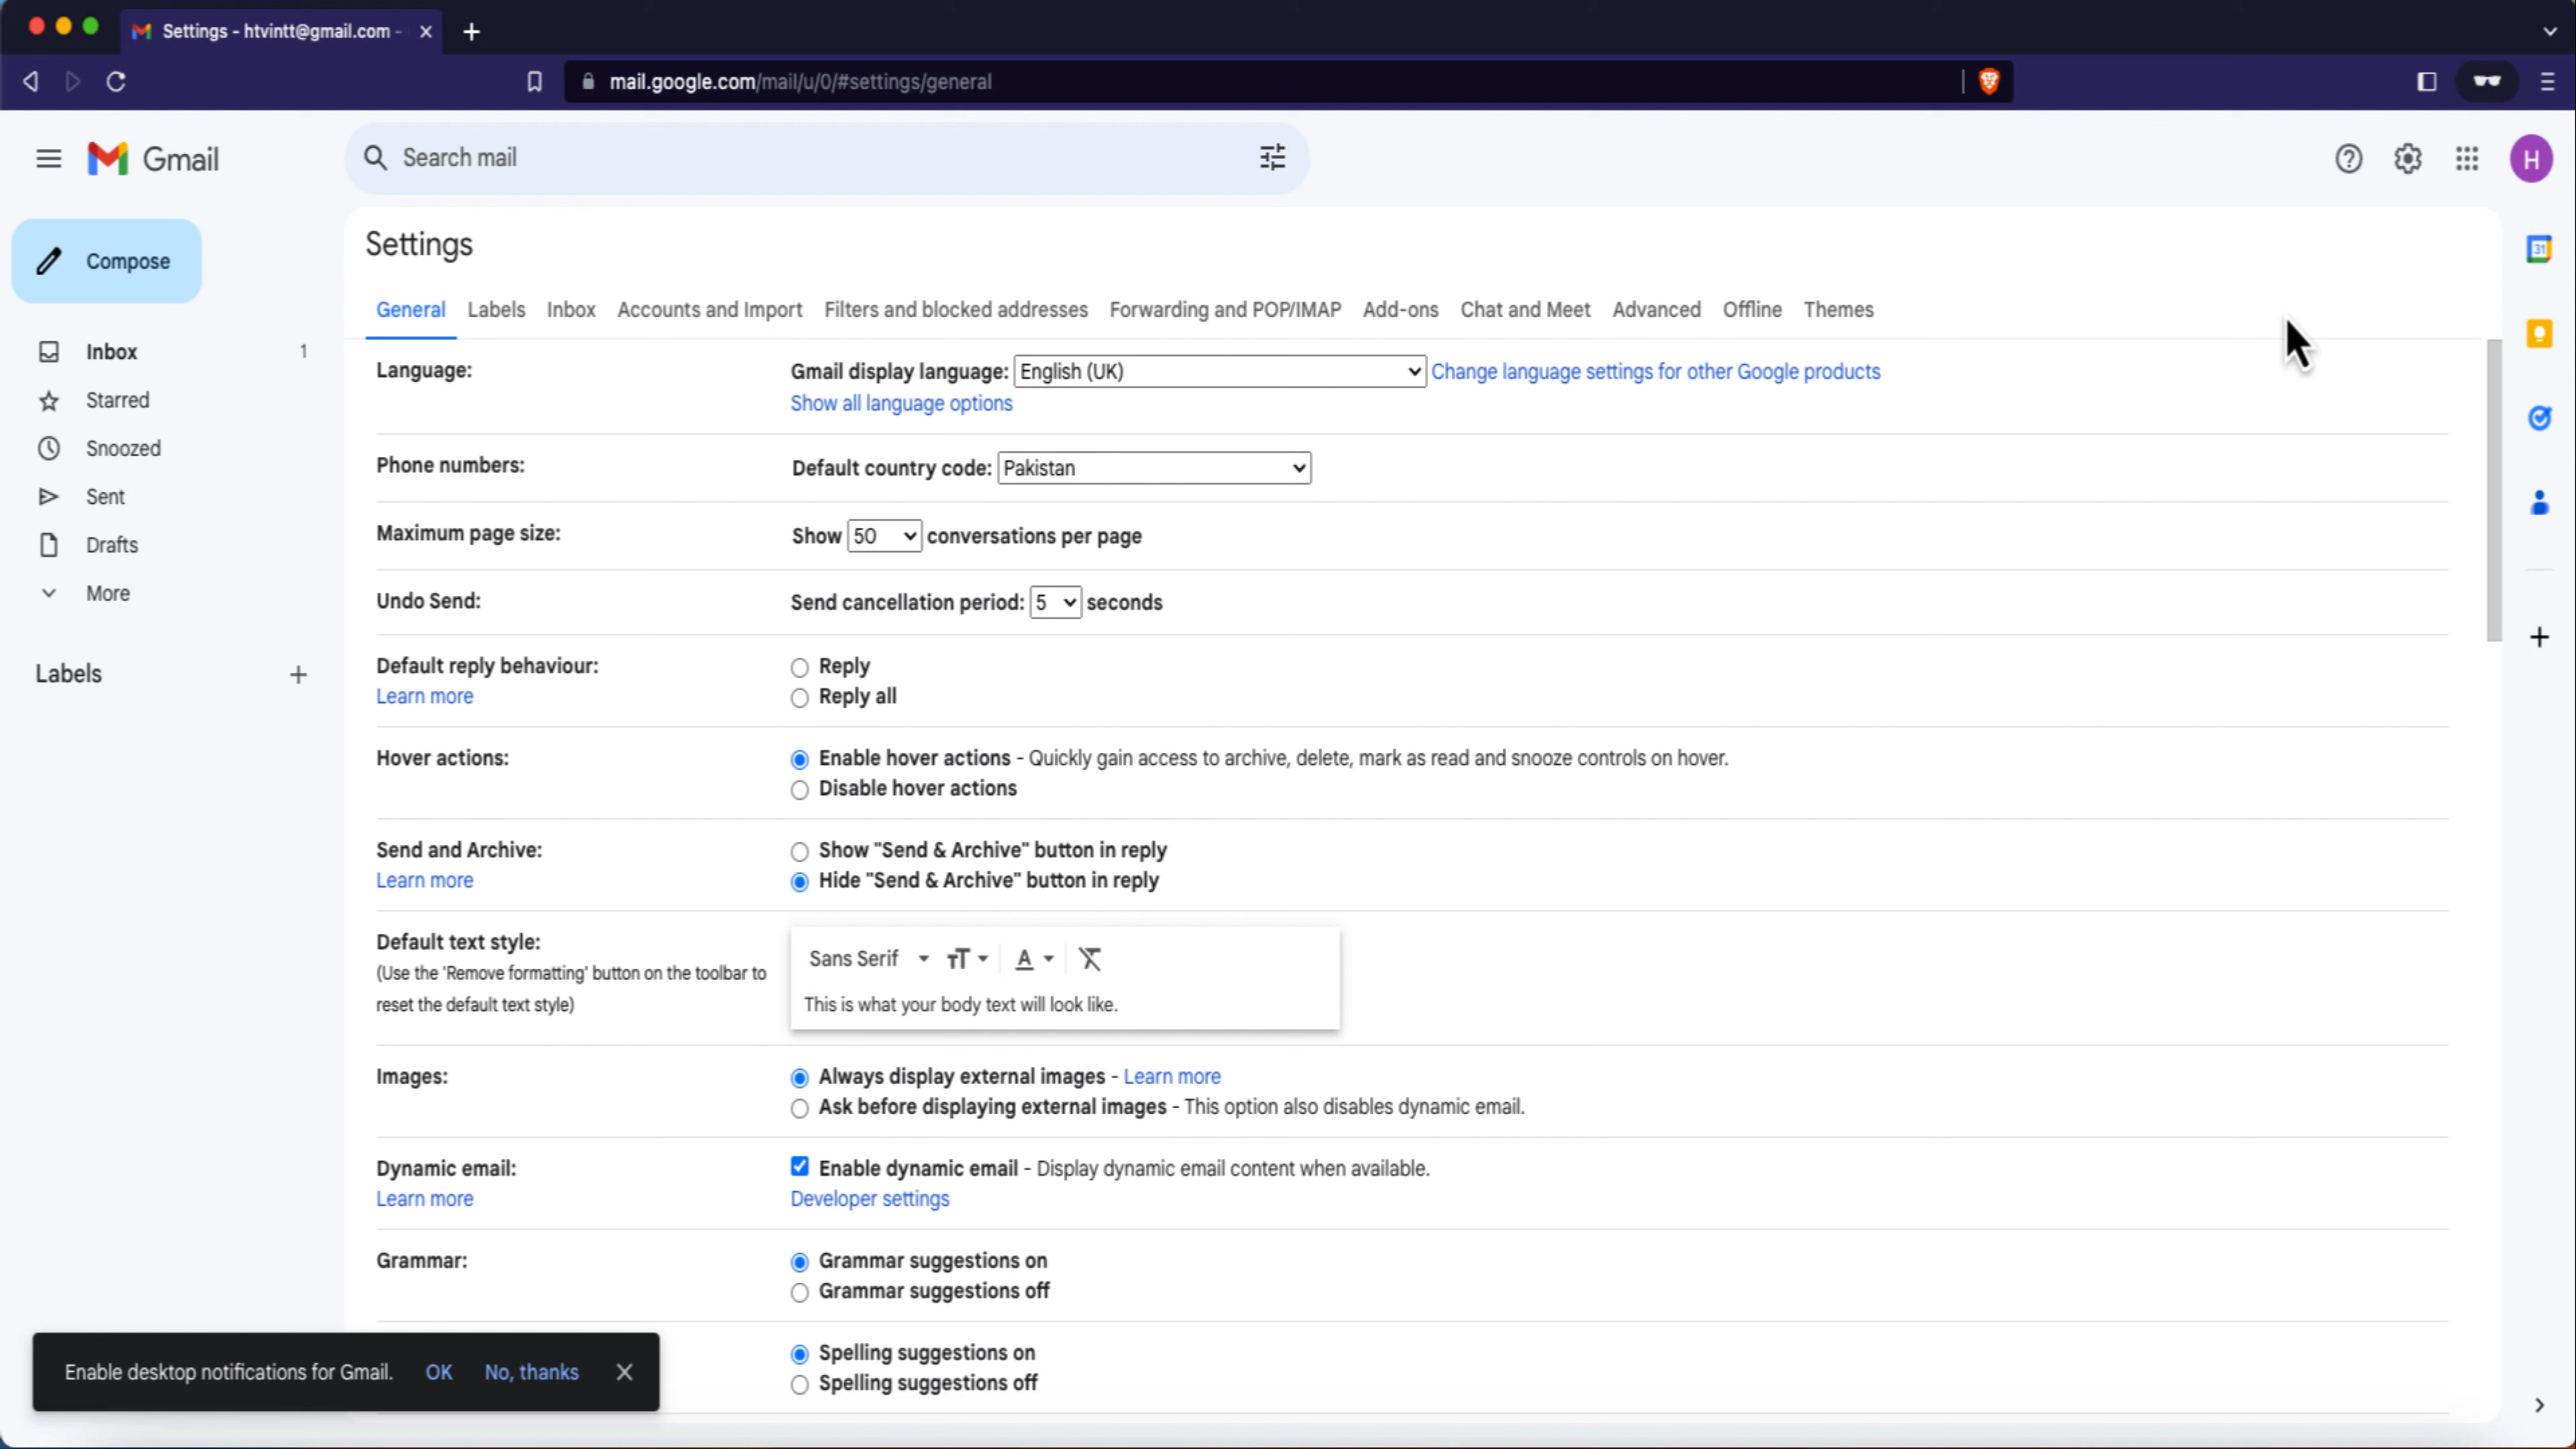 Settings - htvintt@gmail.com -
mail.google.com/mail/u/0/#settings/general
Gmail
Search mail
H
Compose
Inbox 1
Starred
Snoozed
Sent
Drafts
More
Labels
Settings
General Labels Inbox Accounts and Import Filters and blocked addresses Forwarding and POP/IMAP Add-ons Chat and Meet Advanced Offline Themes
Language: Gmail display language: English (UK) Change language settings for other Google products
Show all language options
Phone numbers: Default country code: Pakistan
Maximum page size: Show 50 conversations per page
Undo Send: Send cancellation period: 5 seconds
Default reply behaviour: Reply
Learn more Reply all
Hover actions: Enable hover actions - Quickly gain access to archive, delete, mark as read and snooze controls on hover.
Disable hover actions
Send and Archive: Show "Send & Archive" button in reply
Learn more Hide "Send & Archive" button in reply
Default text style: Sans Serif
(Use the 'Remove formatting' button on the toolbar to
reset the default text style) This is what your body text will look like.
Images: Always display external images - Learn more
Ask before displaying external images - This option also disables dynamic email.
Dynamic email: Enable dynamic email - Display dynamic email content when available.
Learn more Developer settings
Grammar: Grammar suggestions on
Grammar suggestions off
Spelling suggestions on
Spelling suggestions off
Enable desktop notifications for Gmail. OK No, thanks
31